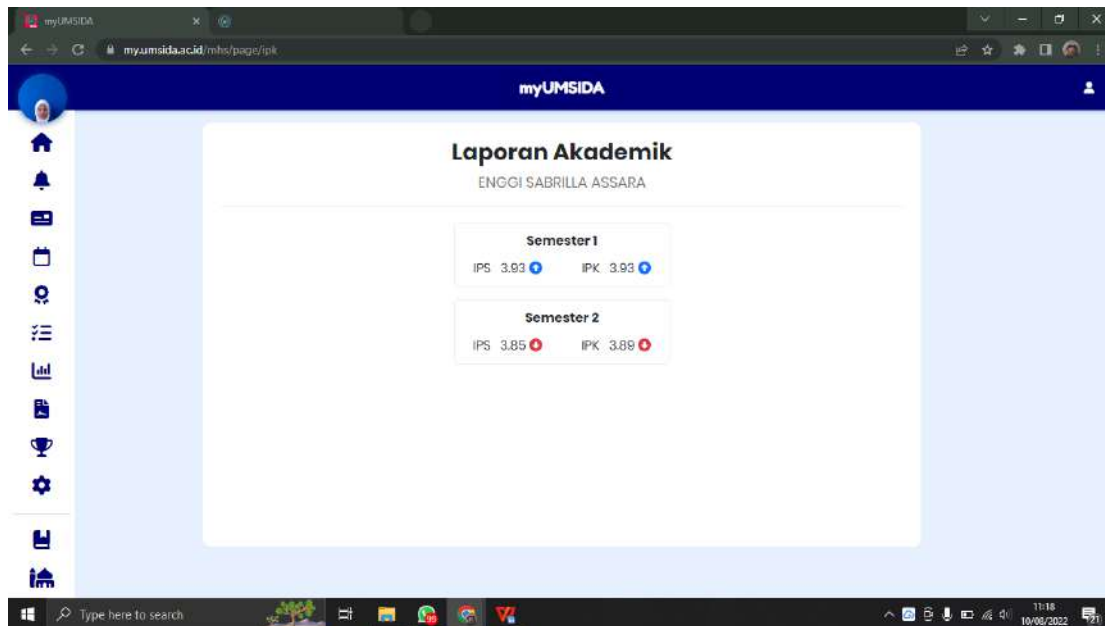 myUMSIDA
my.umsida.ac.id/mhs/page/ipk
myUMSIDA
Laporan Akademik
ENGGI SABRILLA ASSARA
Semester 1
IPS 3.93 IPK 3.93
Semester 2
IPS 3.85 IPK 3.89
Type here to search
11:18
10/08/2022